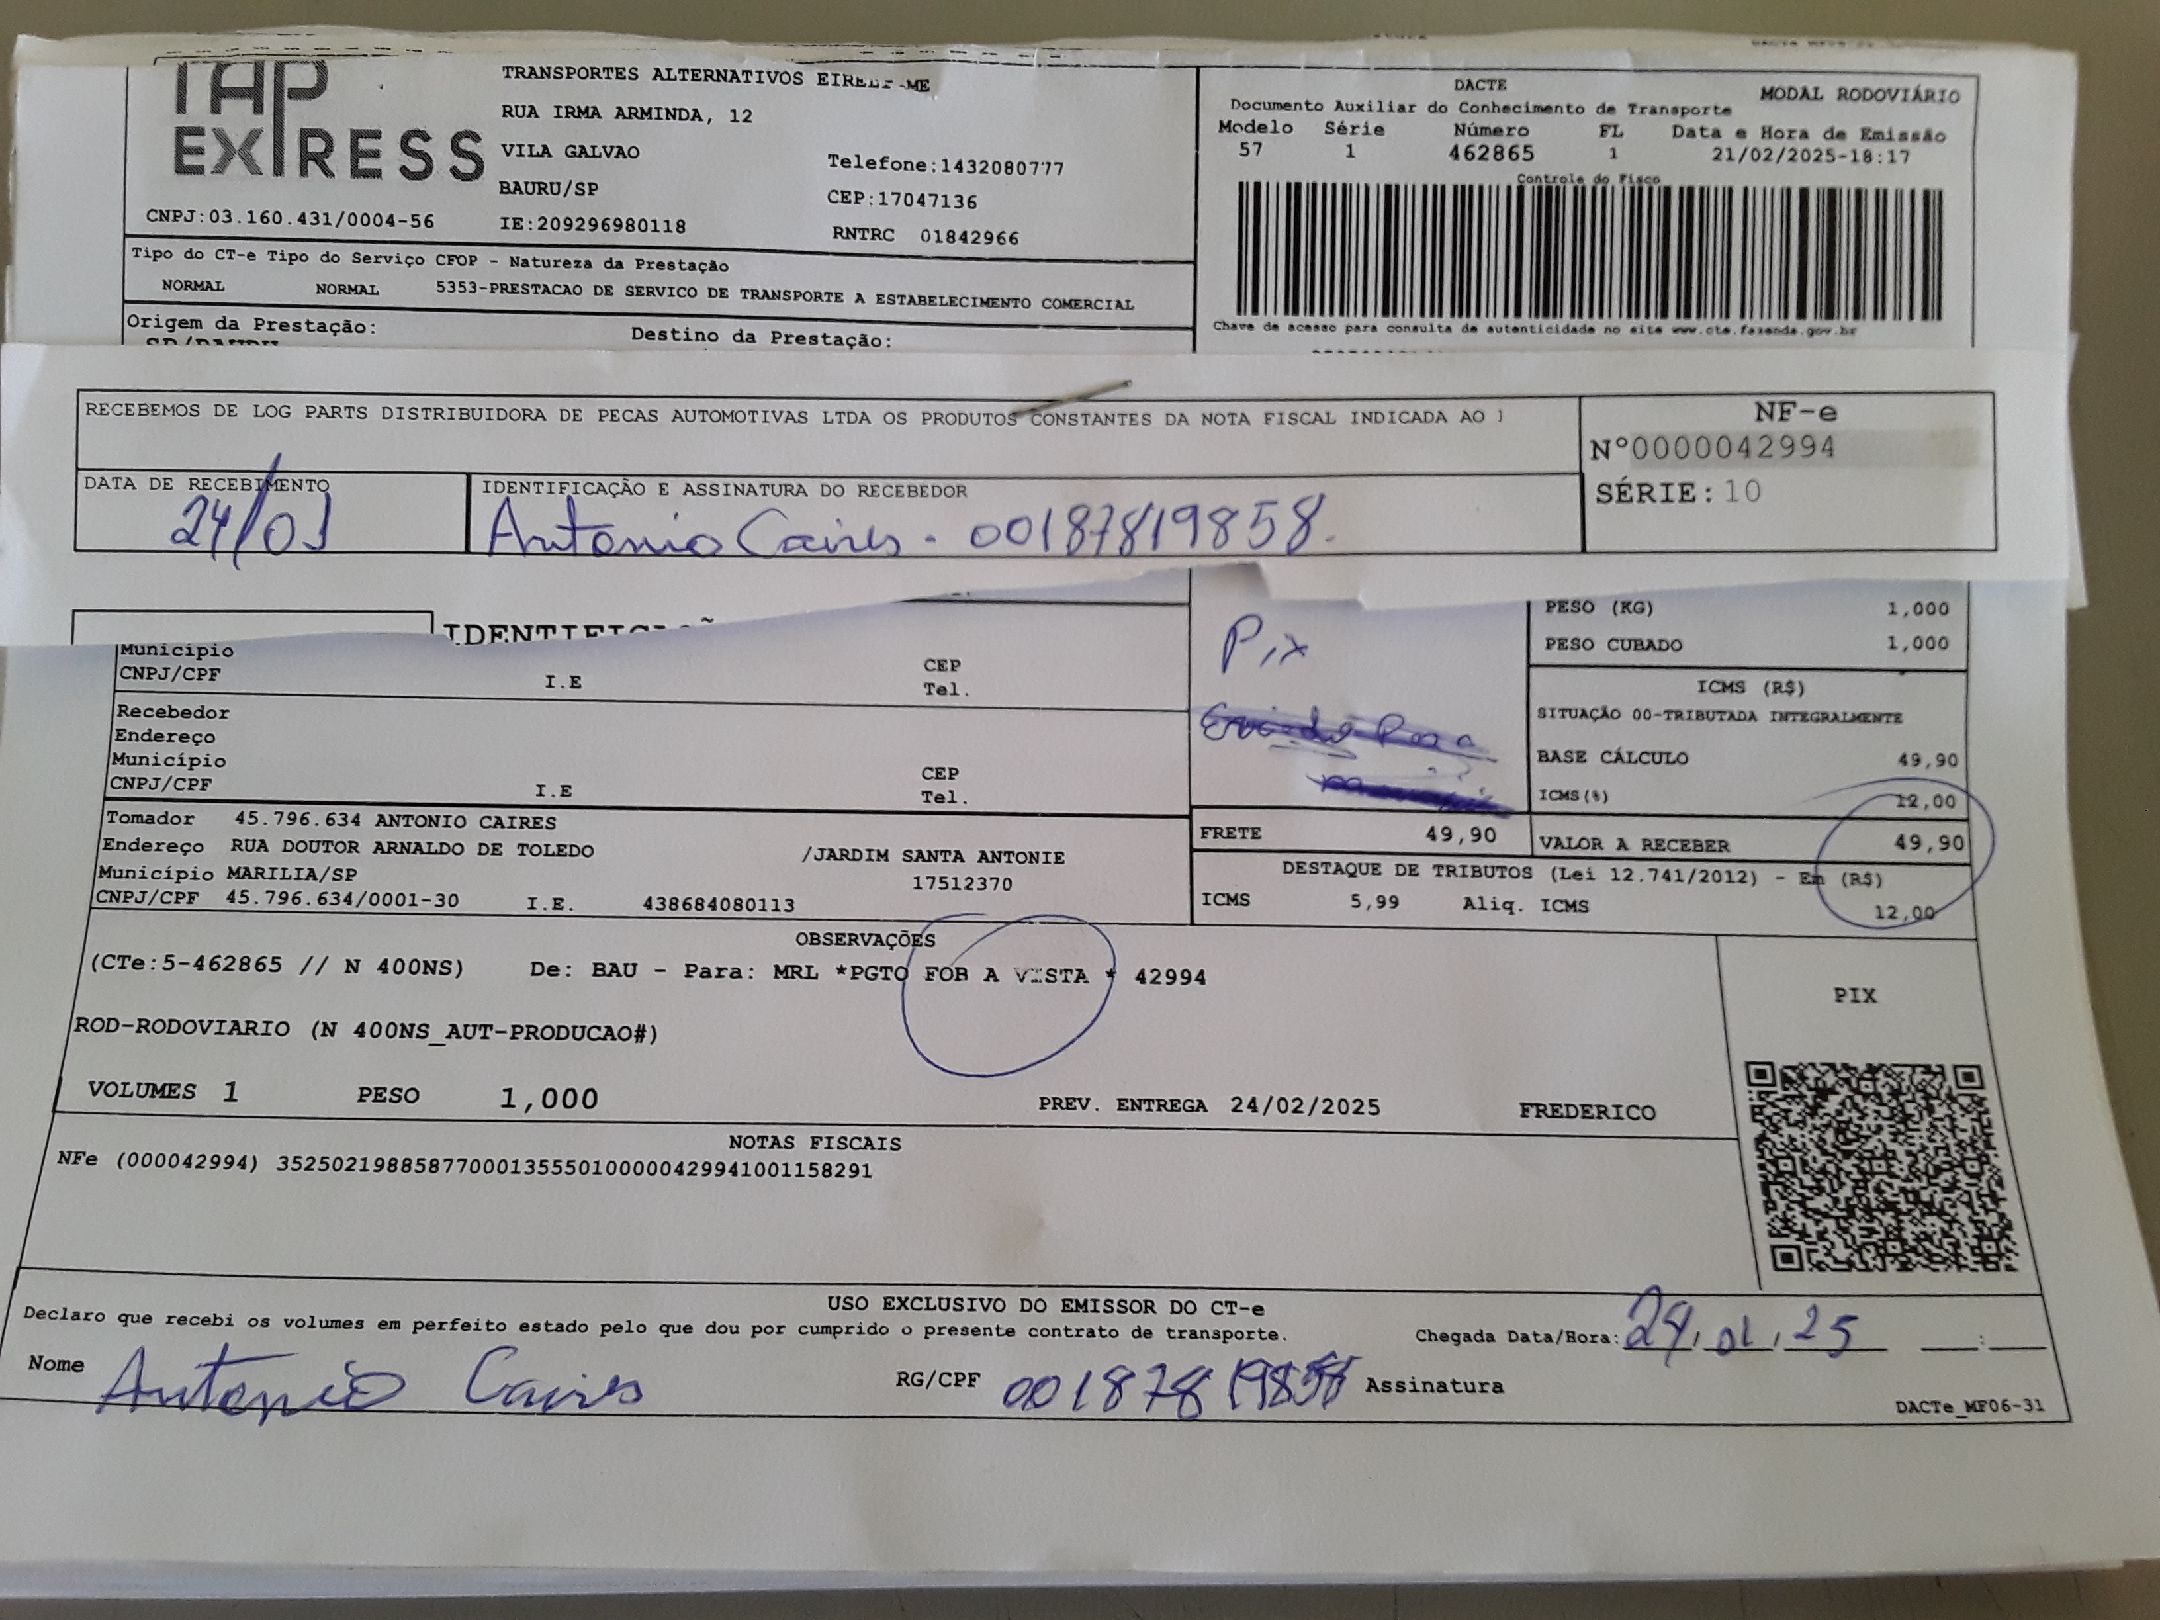 TAP
EXPRESS
TRANSPORTES ALTERNATIVOS EIRELI-ME
RUA IRMA ARMINDA, 12
VILA GALVAO
Telefone:1432080777
BAURU/SP
CEP:17047136
CNPJ:03.160.431/0004-56
IE:209296980118
RNTRC 01842966
DACTE
MODAL RODOVIÁRIO
Documento Auxiliar do Conhecimento de Transporte
Modelo Série Número FL Data e Hora de Emissão
57 1 462865 1 21/02/2025-18:17
Controle do Fisco
Chave de acesso para consulta de autenticidade no site www.cte.fazenda.gov.br
Tipo do CT-e Tipo do Serviço CFOP - Natureza da Prestação
NORMAL NORMAL 5353-PRESTACAO DE SERVICO DE TRANSPORTE A ESTABELECIMENTO COMERCIAL
Origem da Prestação: Destino da Prestação:
SP/BAURU
RECEBEMOS DE LOG PARTS DISTRIBUIDORA DE PECAS AUTOMOTIVAS LTDA OS PRODUTOS CONSTANTES DA NOTA FISCAL INDICADA AO
NF-e
Nº0000042994
SÉRIE:10
DATA DE RECEBIMENTO
IDENTIFICAÇÃO E ASSINATURA DO RECEBEDOR
Antonio Caires. 00187819858.
Município
CNPJ/CPF I.E CEP
Tel.
Recebedor
Endereço
Município CEP
CNPJ/CPF I.E Tel.
Pix
PESO (KG) 1,000
PESO CUBADO 1,000
ICMS (R$)
SITUAÇÃO 00-TRIBUTADA INTEGRALMENTE
BASE CÁLCULO 49,90
ICMS(%) 12,00
Tomador 45.796.634 ANTONIO CAIRES
Endereço RUA DOUTOR ARNALDO DE TOLEDO /JARDIM SANTA ANTONIE
Município MARILIA/SP 17512370
CNPJ/CPF 45.796.634/0001-30 I.E. 438684080113
FRETE 49,90 VALOR A RECEBER 49,90
DESTAQUE DE TRIBUTOS (Lei 12.741/2012) - Em (R$)
ICMS 5,99 Aliq. ICMS 12,00
OBSERVAÇÕES
(CTe:5-462865 // N 400NS) De: BAU - Para: MRL *PGTO FOB A VISTA * 42994
ROD-RODOVIARIO (N 400NS_AUT-PRODUCAO#)
PIX
VOLUMES 1 PESO 1,000 PREV. ENTREGA 24/02/2025 FREDERICO
NOTAS FISCAIS
NFe (000042994) 35250219885877000135550100000429941001158291
USO EXCLUSIVO DO EMISSOR DO CT-e
Declaro que recebi os volumes em perfeito estado pelo que dou por cumprido o presente contrato de transporte.
Chegada Data/Hora:
Nome Antonio Caires RG/CPF 00187819858 Assinatura
DACTe_MF06-31